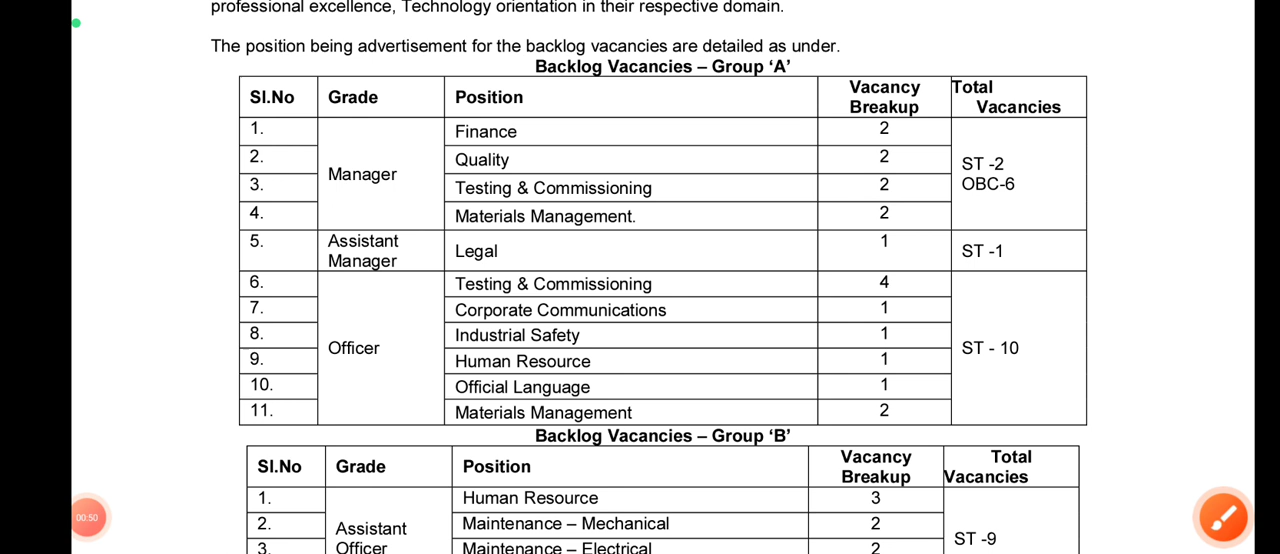 professional excellence, Technology orientation in their respective domain.
The position being advertisement for the backlog vacancies are detailed as under.
Backlog Vacancies – Group ‘A’
Sl.No Grade Position Vacancy Breakup Total Vacancies
1. Manager Finance 2 ST -2 OBC-6
2. Quality 2
3. Testing & Commissioning 2
4. Materials Management. 2
5. Assistant Manager Legal 1 ST -1
6. Officer Testing & Commissioning 4 ST - 10
7. Corporate Communications 1
8. Industrial Safety 1
9. Human Resource 1
10. Official Language 1
11. Materials Management 2
Backlog Vacancies – Group ‘B’
Sl.No Grade Position Vacancy Breakup Total Vacancies
1. Assistant Officer Human Resource 3 ST -9
2. Maintenance – Mechanical 2
3. Maintenance – Electrical 2
00:50